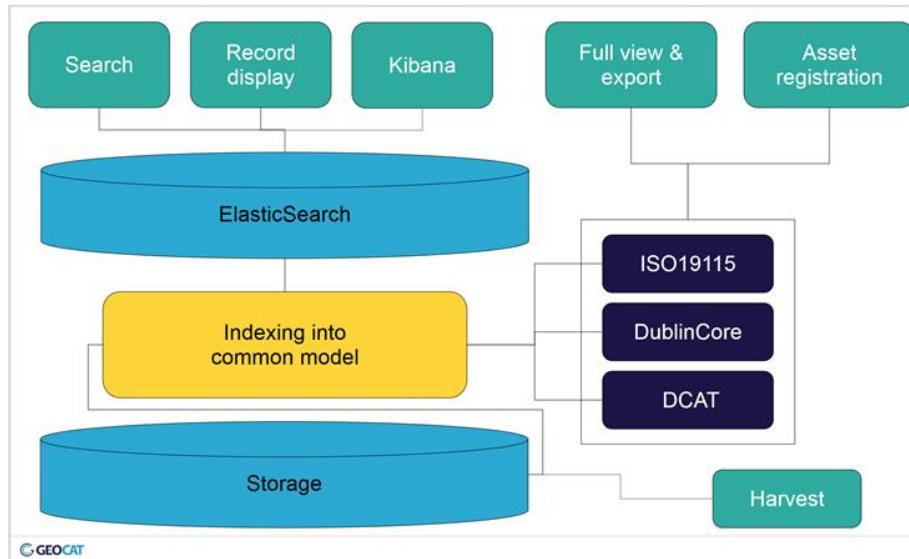 Search
Record
display
Kibana
Full view &
export
Asset
registration
ElasticSearch
ISO19115
Indexing into
common model
DublinCore
DCAT
Storage
Harvest
GEOCAT